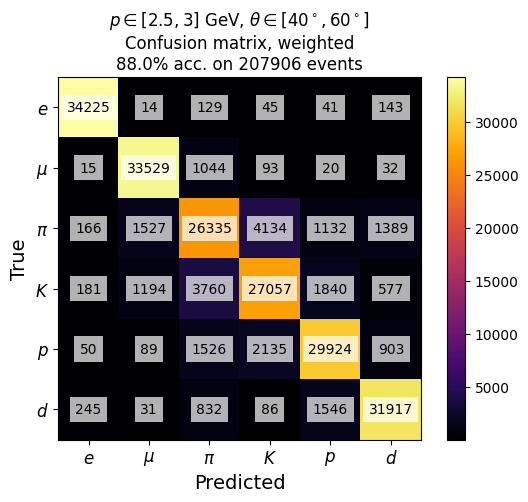 p ∈ [2.5, 3] GeV, θ ∈ [40°, 60°]
Confusion matrix, weighted
88.0% acc. on 207906 events
True
e 34225 14 129 45 41 143
μ 15 33529 1044 93 20 32
π 166 1527 26335 4134 1132 1389
K 181 1194 3760 27057 1840 577
p 50 89 1526 2135 29924 903
d 245 31 832 86 1546 31917
e μ π K p d
Predicted
30000
25000
20000
15000
10000
5000